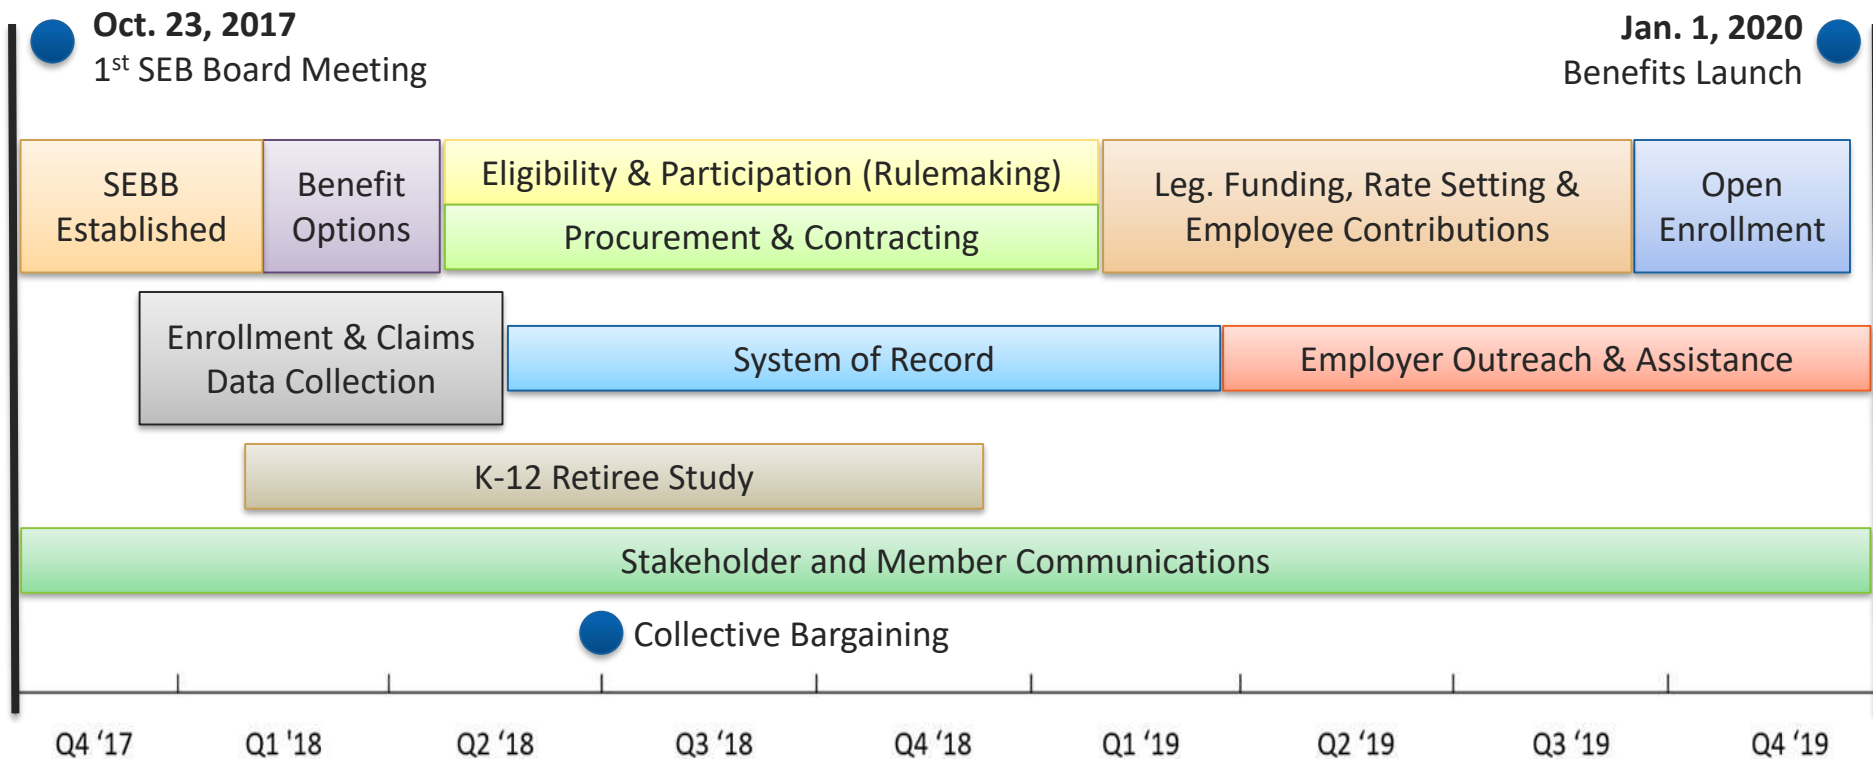 Oct. 23, 2017
1st SEB Board Meeting
Jan. 1, 2020
Benefits Launch
SEBB
Established
Benefit
Options
Eligibility & Participation (Rulemaking)
Procurement & Contracting
Leg. Funding, Rate Setting &
Employee Contributions
Open
Enrollment
Enrollment & Claims
Data Collection
System of Record
Employer Outreach & Assistance
K-12 Retiree Study
Stakeholder and Member Communications
Collective Bargaining
Q4 ‘17
Q1 '18
Q2 ‘18
Q3 ‘18
Q4 ‘18
Q1 ‘19
Q2 ‘19
Q3 ‘19
Q4 ‘19